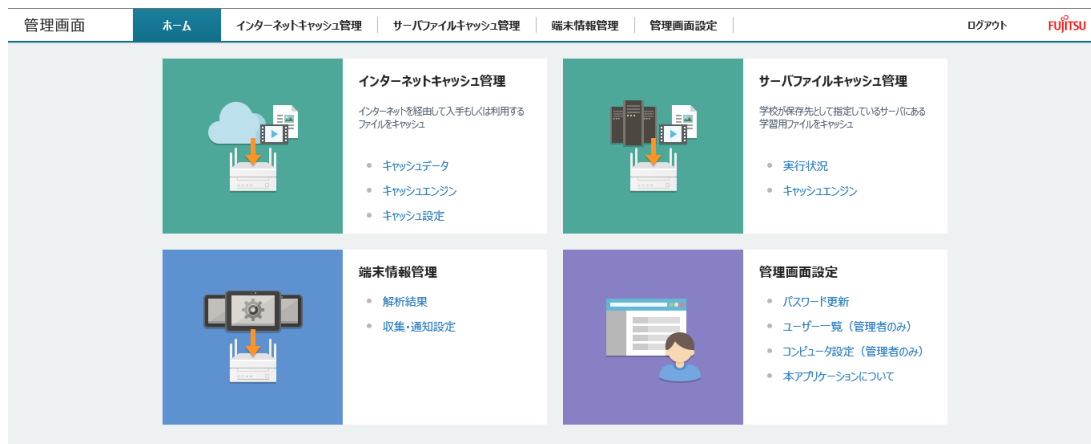 管理画面
ホーム
インターネットキャッシュ管理
サーバファイルキャッシュ管理
端末情報管理
管理画面設定
ログアウト
FUJITSU
インターネットキャッシュ管理
インターネットを経由して入手もしくは利用する
ファイルをキャッシュ
キャッシュデータ
キャッシュエンジン
キャッシュ設定
サーバファイルキャッシュ管理
学校が保存先として指定しているサーバにある
学習用ファイルをキャッシュ
実行状況
キャッシュエンジン
端末情報管理
解析結果
収集・通知設定
管理画面設定
パスワード更新
ユーザー一覧（管理者のみ）
コンピュータ設定（管理者のみ）
本アプリケーションについて